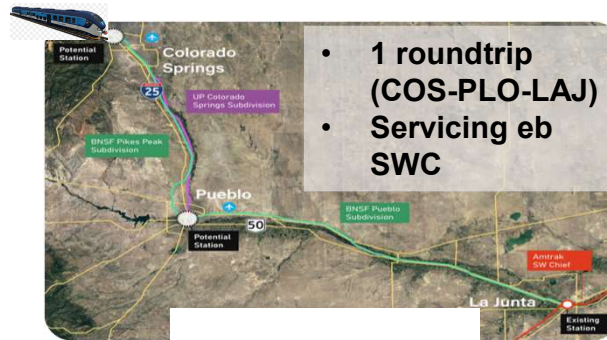 • 1 roundtrip
(COS-PLO-LAJ)
• Servicing eb
SWC
Potential
Station
Colorado
Springs
25
UP Colorado
Springs Subdivision
BNSF Pikes Peak
Subdivision
Pueblo
BNSF Pueblo
Subdivision
50
Potential
Station
Amtrak
SW Chief
La Junta
Existing
Station